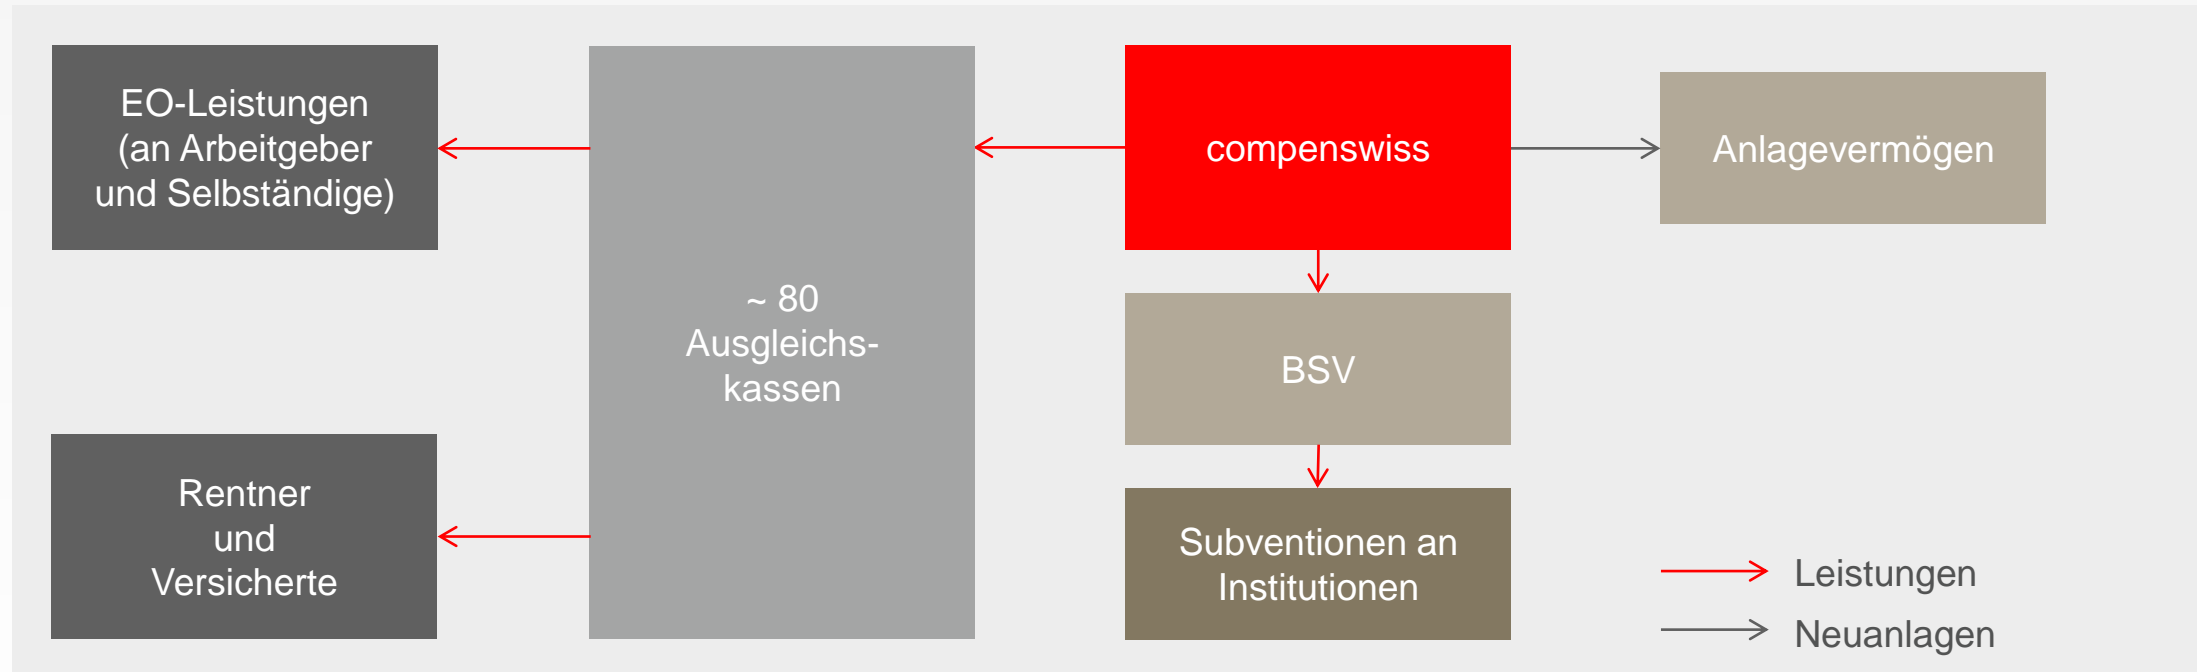 EO-Leistungen
(an Arbeitgeber
und Selbständige)
Rentner
und
Versicherte
~ 80
Ausgleichs-
kassen
compenswiss
BSV
Subventionen an
Institutionen
Anlagevermögen
Leistungen
Neuanlagen